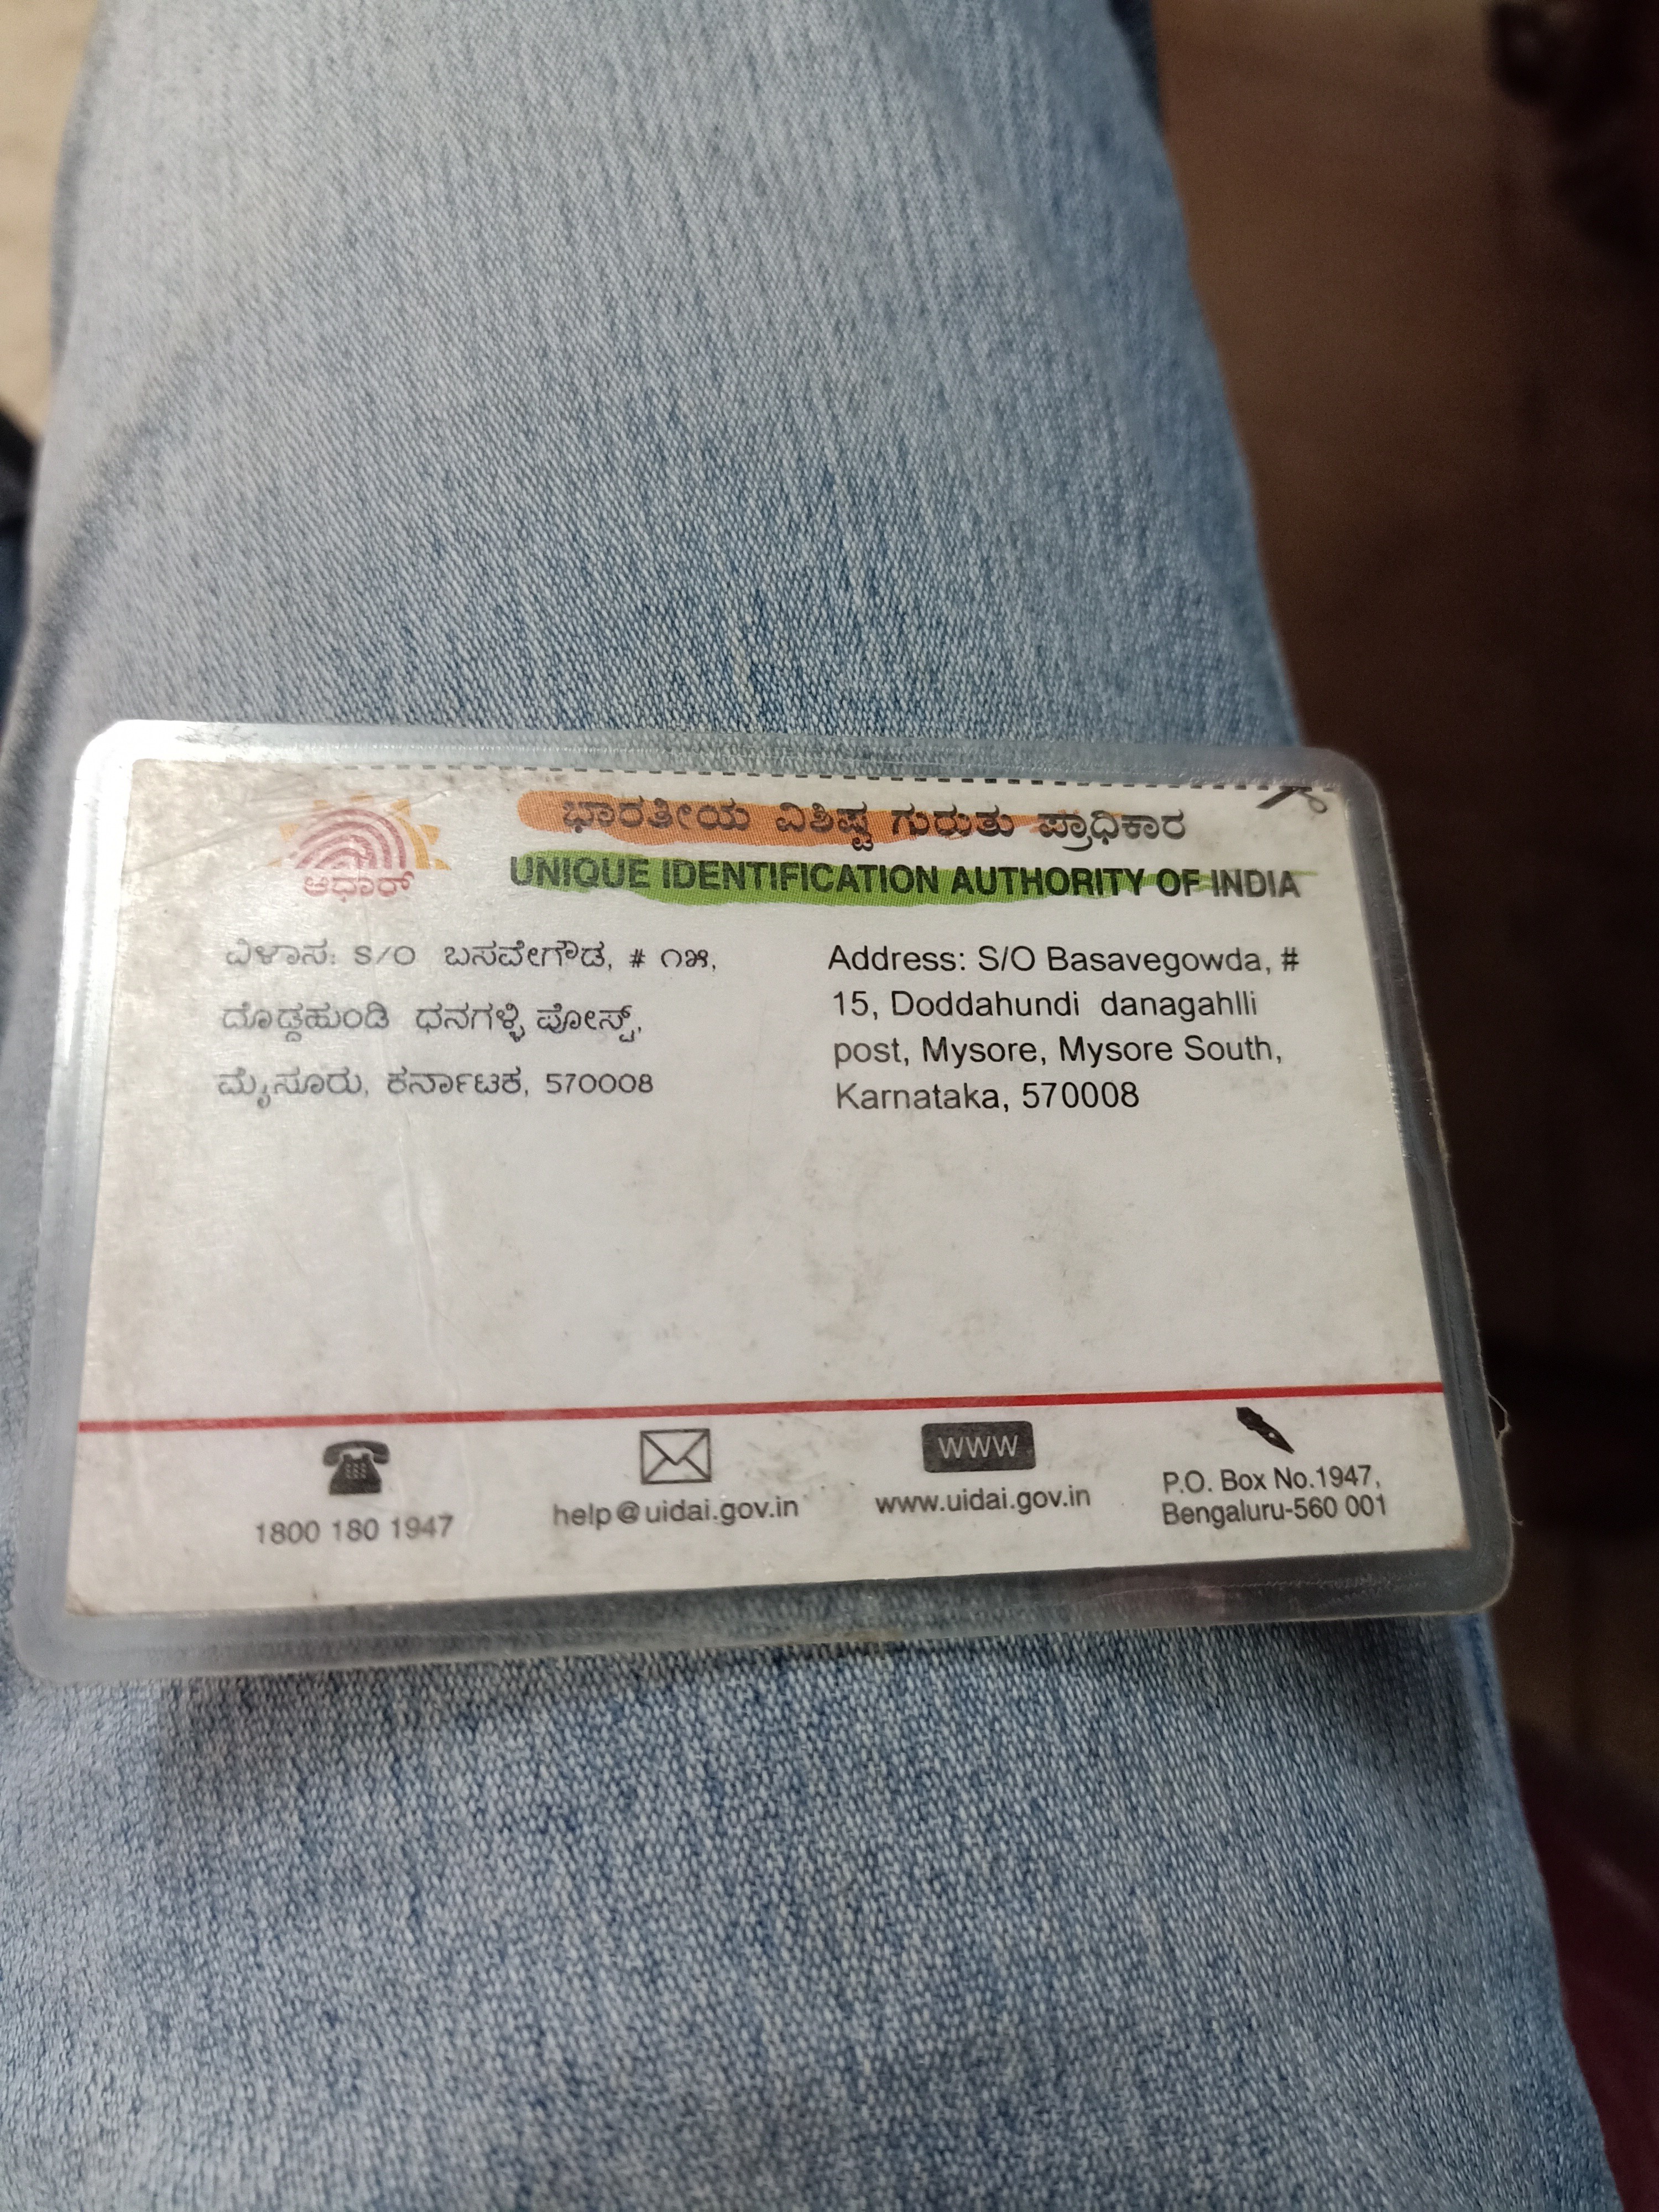 ಭಾರತೀಯ ವಿಶಿಷ್ಟ ಗುರುತು ಪ್ರಾಧಿಕಾರ
UNIQUE IDENTIFICATION AUTHORITY OF INDIA
ಆಧಾರ್
ವಿಳಾಸ: S/O ಬಸವೇಗೌಡ, # ೧೫,
ದೊಡ್ಡಹುಂಡಿ ಧನಗಳ್ಳಿ ಪೋಸ್ಟ್,
ಮೈಸೂರು, ಕರ್ನಾಟಕ, 570008
Address: S/O Basavegowda, #
15, Doddahundi danagahlli
post, Mysore, Mysore South,
Karnataka, 570008
1800 180 1947
help@uidai.gov.in
WWW
www.uidai.gov.in
P.O. Box No.1947,
Bengaluru-560 001